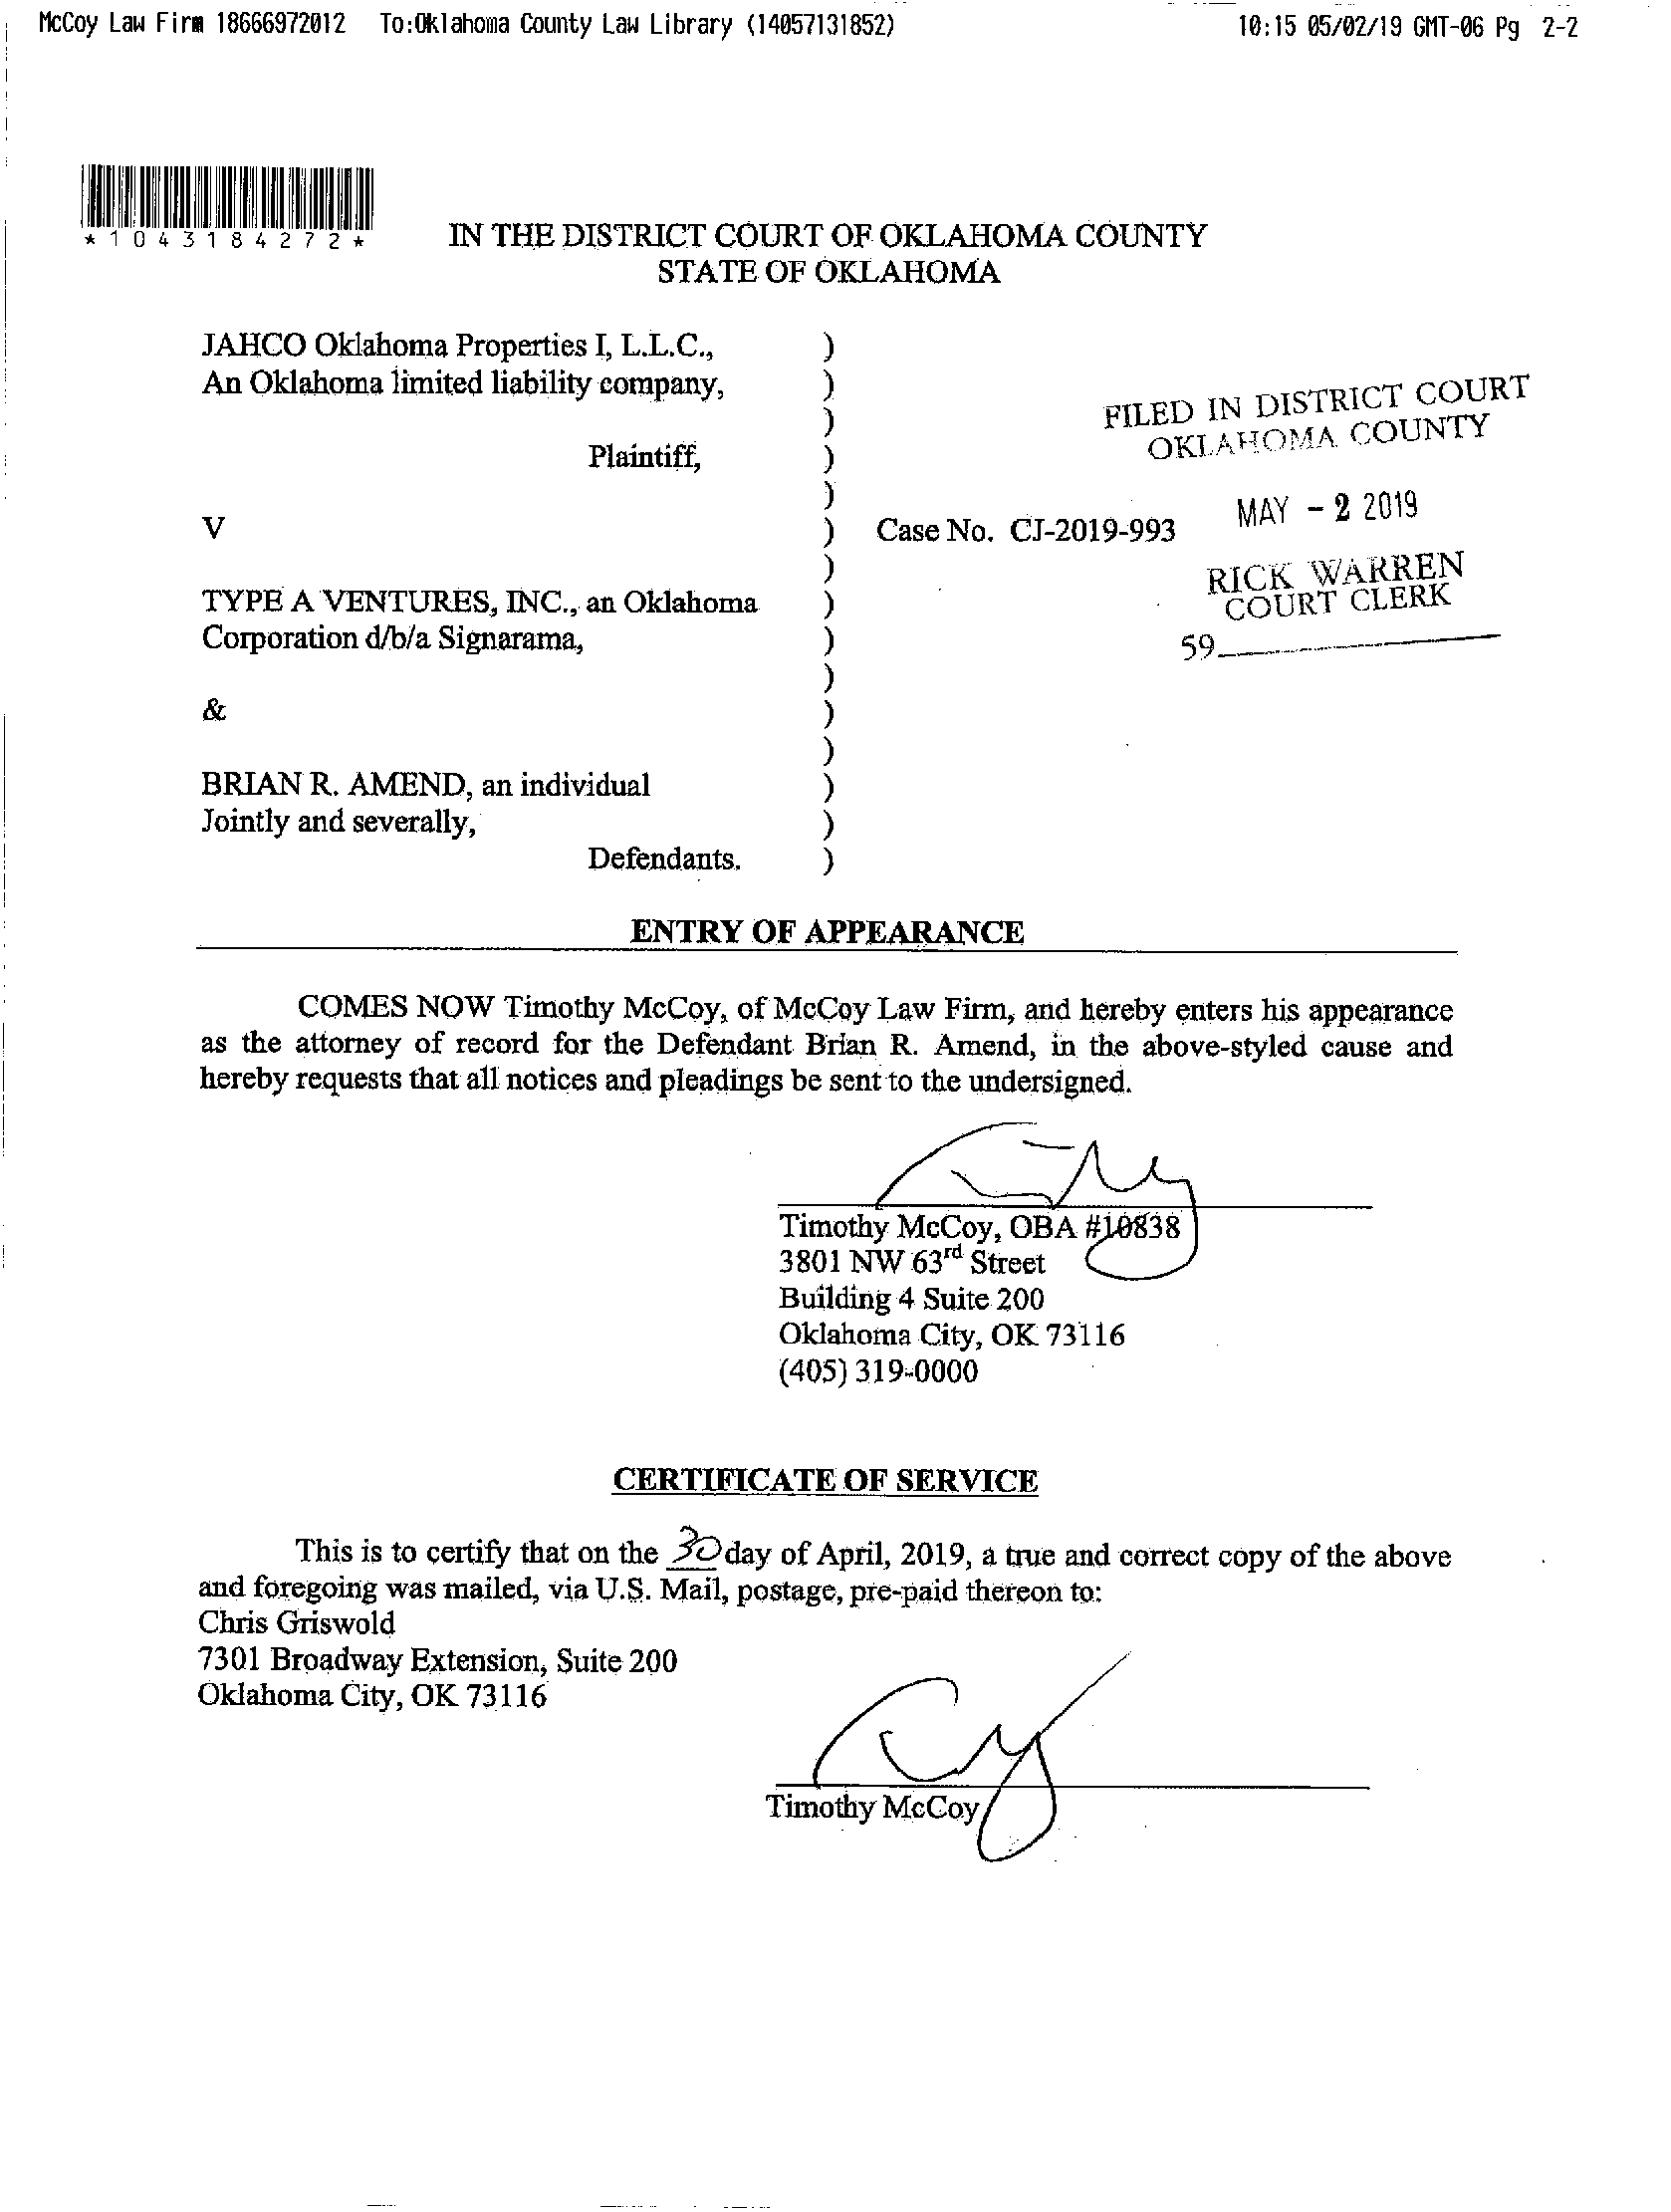 McCoy Law Firm 18666972012 To:Oklahoma County Law Library (14057131852) 10:15 05/02/19 GMT-06 Pg 2-2
*1043184272*
IN THE DISTRICT COURT OF OKLAHOMA COUNTY
STATE OF OKLAHOMA
JAHCO Oklahoma Properties I, L.L.C., )
An Oklahoma limited liability company, )
)
Plaintiff, )
)
V ) Case No. CJ-2019-993
)
TYPE A VENTURES, INC., an Oklahoma )
Corporation d/b/a Signarama, )
)
& )
)
BRIAN R. AMEND, an individual )
Jointly and severally, )
Defendants. )
FILED IN DISTRICT COURT
OKLAHOMA COUNTY
MAY - 2 2019
RICK WARREN
COURT CLERK
59
ENTRY OF APPEARANCE
COMES NOW Timothy McCoy, of McCoy Law Firm, and hereby enters his appearance
as the attorney of record for the Defendant Brian R. Amend, in the above-styled cause and
hereby requests that all notices and pleadings be sent to the undersigned.
Timothy McCoy, OBA #10838
3801 NW 63rd Street
Building 4 Suite 200
Oklahoma City, OK 73116
(405) 319-0000
CERTIFICATE OF SERVICE
This is to certify that on the 30 day of April, 2019, a true and correct copy of the above
and foregoing was mailed, via U.S. Mail, postage, pre-paid thereon to:
Chris Griswold
7301 Broadway Extension, Suite 200
Oklahoma City, OK 73116
Timothy McCoy